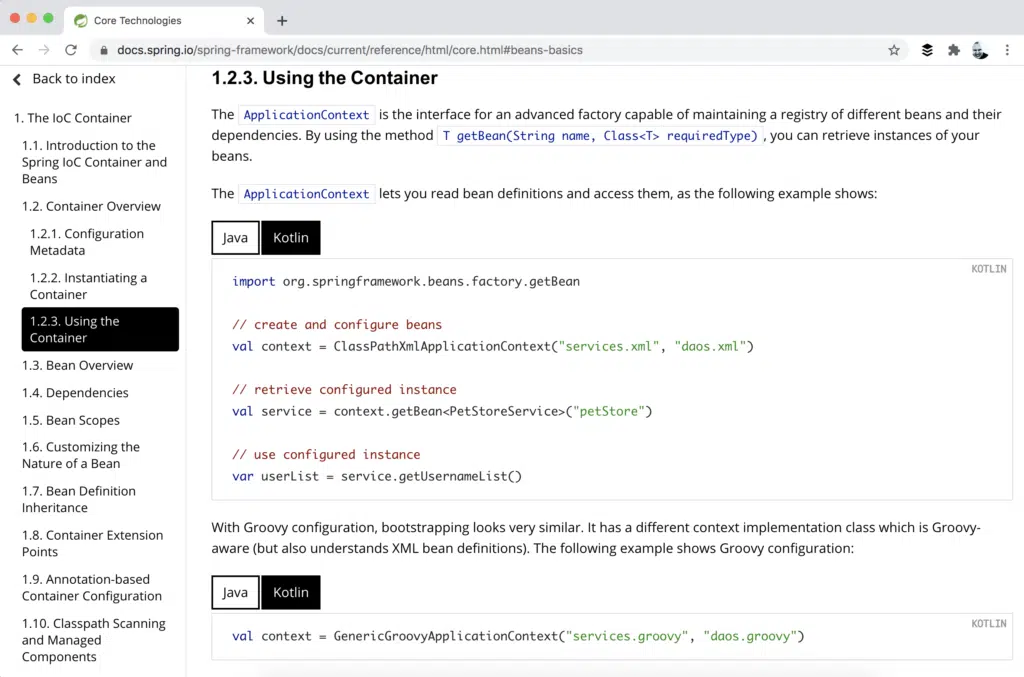 Core Technologies
docs.spring.io/spring-framework/docs/current/reference/html/core.html#beans-basics
Back to index
1. The IoC Container
1.1. Introduction to the
Spring IoC Container and
Beans
1.2. Container Overview
1.2.1. Configuration
Metadata
1.2.2. Instantiating a
Container
1.2.3. Using the
Container
1.3. Bean Overview
1.4. Dependencies
1.5. Bean Scopes
1.6. Customizing the
Nature of a Bean
1.7. Bean Definition
Inheritance
1.8. Container Extension
Points
1.9. Annotation-based
Container Configuration
1.10. Classpath Scanning
and Managed
Components
1.2.3. Using the Container
The ApplicationContext is the interface for an advanced factory capable of maintaining a registry of different beans and their
dependencies. By using the method T getBean(String name, Class<T> requiredType) , you can retrieve instances of your
beans.
The ApplicationContext lets you read bean definitions and access them, as the following example shows:
Java Kotlin
KOTLIN
import org.springframework.beans.factory.getBean
// create and configure beans
val context = ClassPathXmlApplicationContext("services.xml", "daos.xml")
// retrieve configured instance
val service = context.getBean<PetStoreService>("petStore")
// use configured instance
var userList = service.getUsernameList()
With Groovy configuration, bootstrapping looks very similar. It has a different context implementation class which is Groovy-
aware (but also understands XML bean definitions). The following example shows Groovy configuration:
Java Kotlin
KOTLIN
val context = GenericGroovyApplicationContext("services.groovy", "daos.groovy")